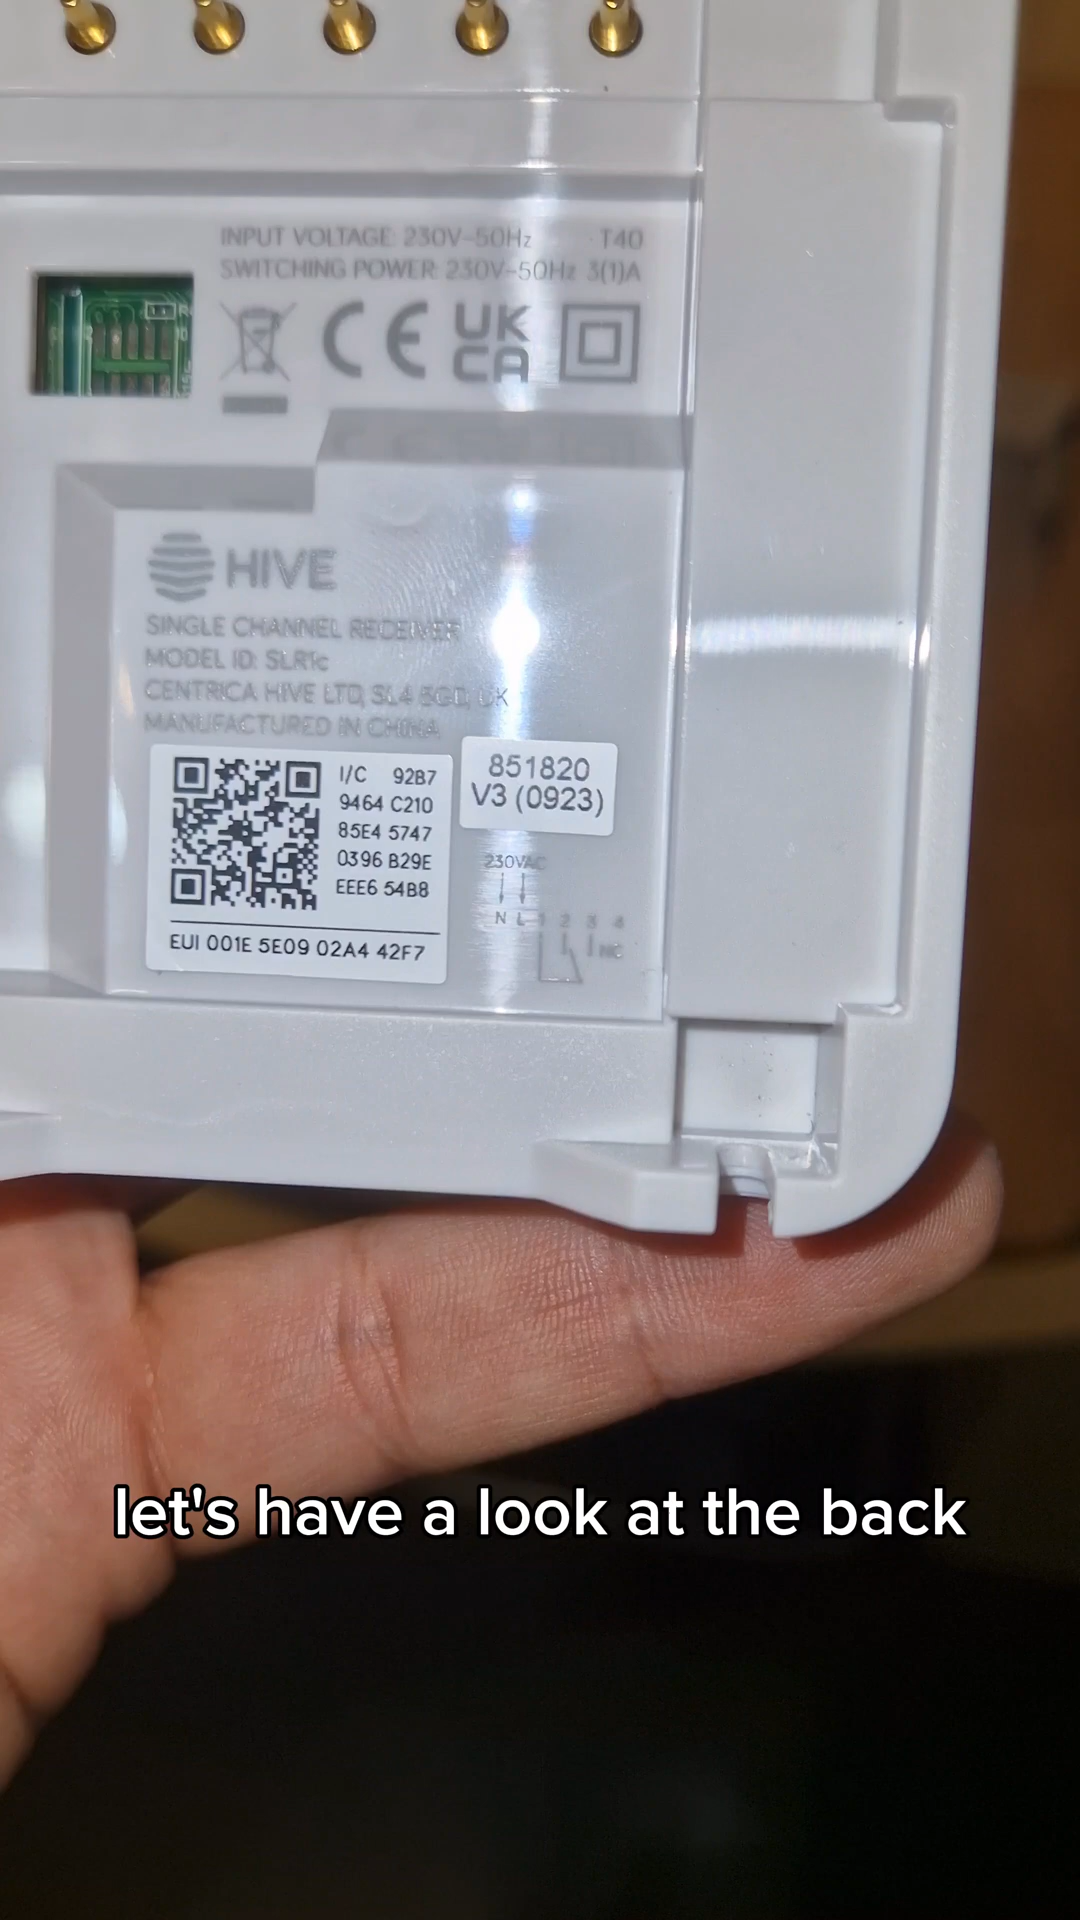 INPUT VOLTAGE: 230V~50Hz T40
SWITCHING POWER: 230V~50Hz 3(1)A
CE UK CA
HIVE
SINGLE CHANNEL RECEIVER
MODEL ID: SLR1c
CENTRICA HIVE LTD, SL4 5GD, UK
MANUFACTURED IN CHINA
I/C 92B7
9464 C210
85E4 5747
0396 B29E
EEE6 54B8
EUI 001E 5E09 02A4 42F7
851820
V3 (0923)
230VAC
N L 1 2 3 4
NC
let's have a look at the back